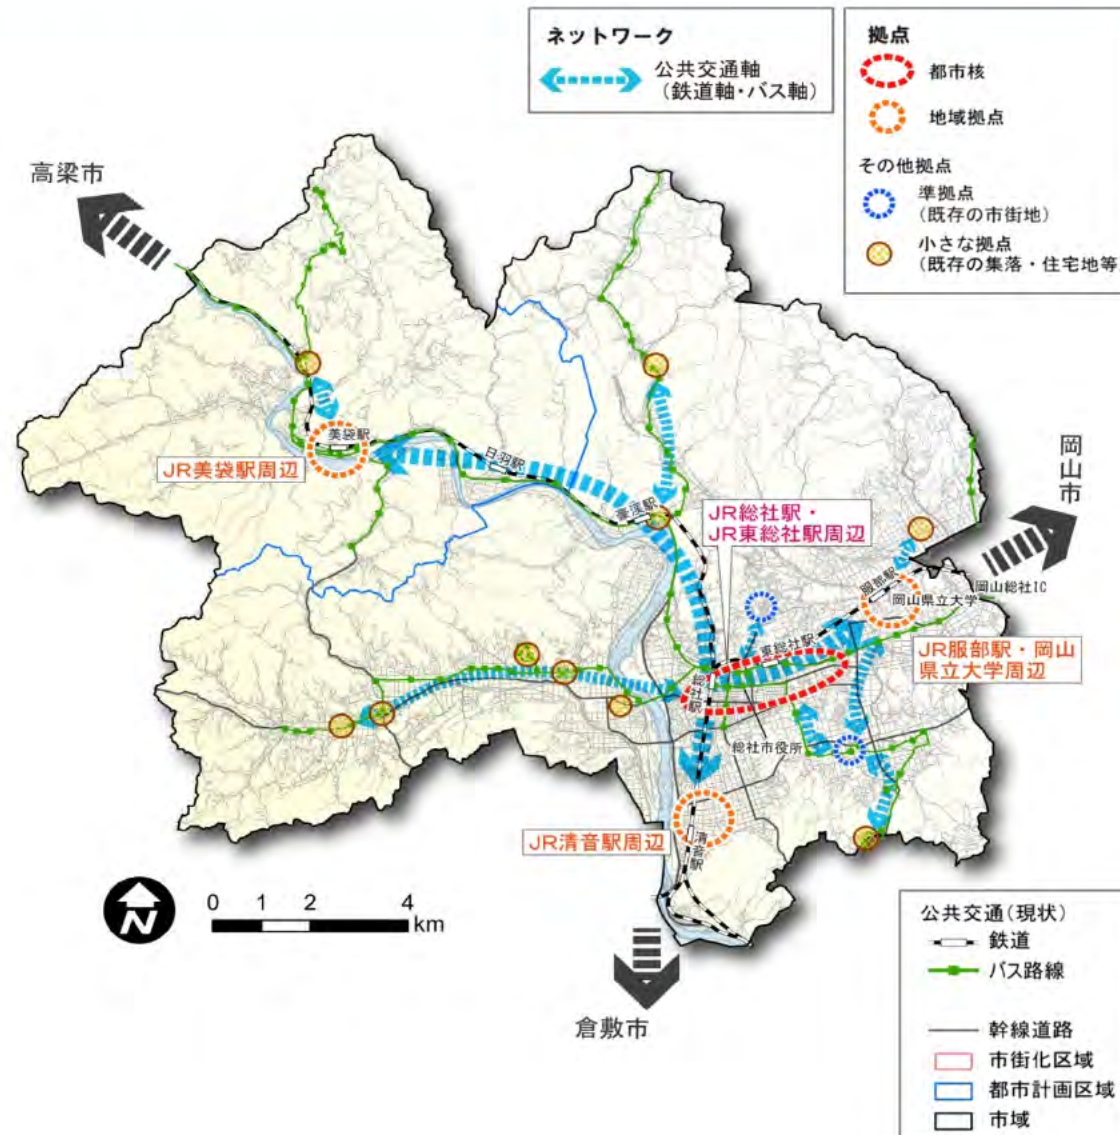 ネットワーク
公共交通軸
(鉄道軸・バス軸)
拠点
都市核
地域拠点
その他拠点
準拠点
(既存の市街地)
小さな拠点
(既存の集落・住宅地等
高梁市
岡山市
美袋駅
JR美袋駅周辺
日羽駅
豪渓駅
JR総社駅・
JR東総社駅周辺
服部駅
岡山県立大学
岡山総社IC
JR服部駅・岡山
県立大学周辺
東総社駅
総社駅
総社市役所
JR清音駅周辺
清音駅
N
0 1 2 4
km
倉敷市
公共交通(現状)
鉄道
バス路線
幹線道路
市街化区域
都市計画区域
市域